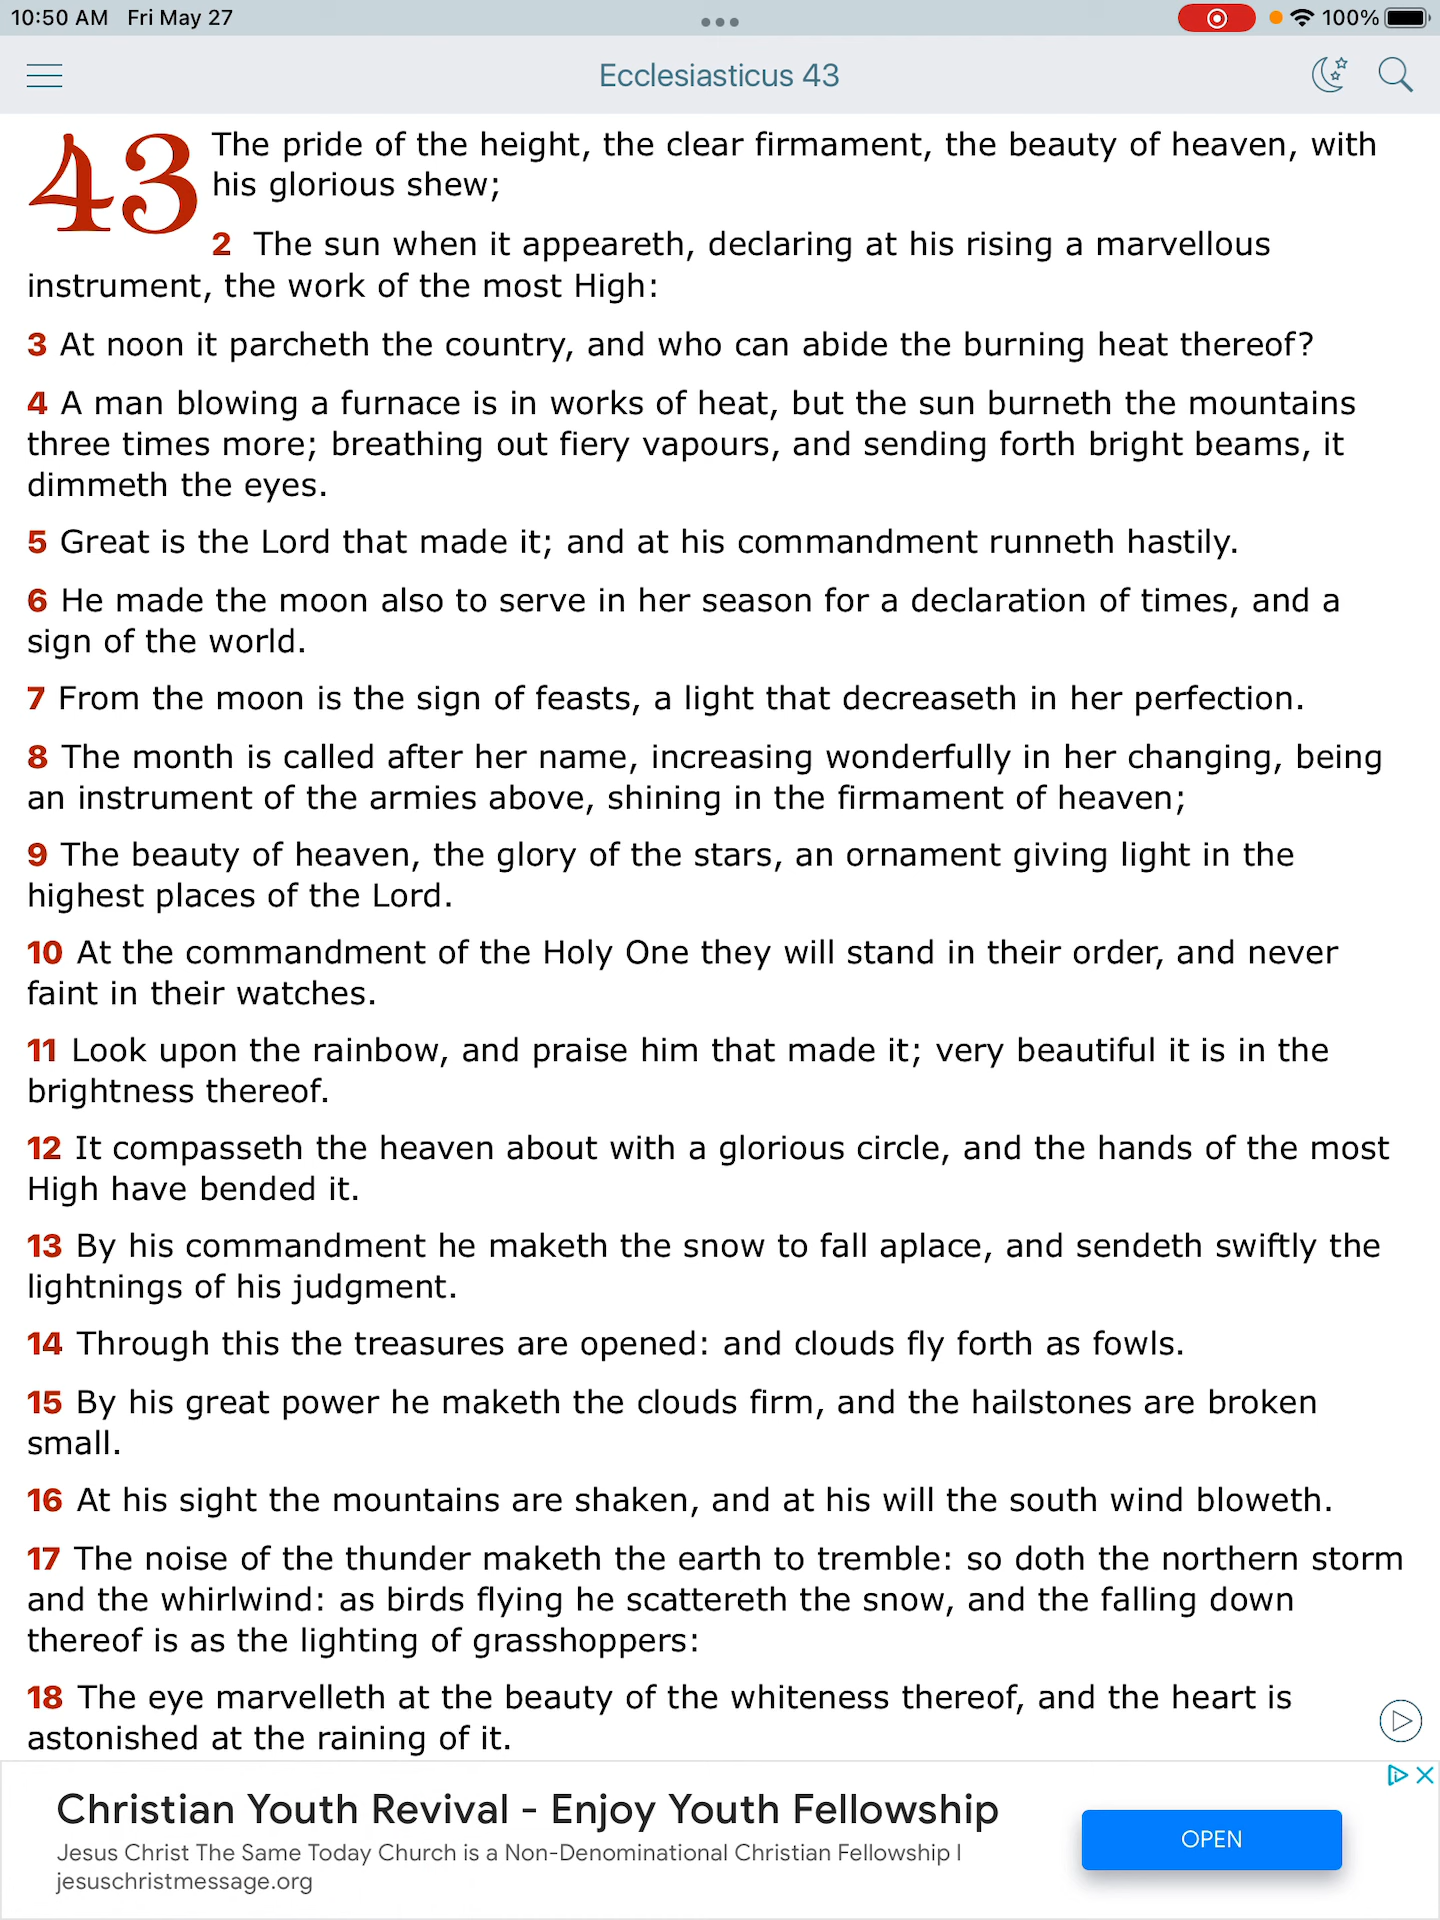 10:50 AM Fri May 27
100%
Ecclesiasticus 43
43 The pride of the height, the clear firmament, the beauty of heaven, with
his glorious shew;
2 The sun when it appeareth, declaring at his rising a marvellous
instrument, the work of the most High:
3 At noon it parcheth the country, and who can abide the burning heat thereof?
4 A man blowing a furnace is in works of heat, but the sun burneth the mountains
three times more; breathing out fiery vapours, and sending forth bright beams, it
dimmeth the eyes.
5 Great is the Lord that made it; and at his commandment runneth hastily.
6 He made the moon also to serve in her season for a declaration of times, and a
sign of the world.
7 From the moon is the sign of feasts, a light that decreaseth in her perfection.
8 The month is called after her name, increasing wonderfully in her changing, being
an instrument of the armies above, shining in the firmament of heaven;
9 The beauty of heaven, the glory of the stars, an ornament giving light in the
highest places of the Lord.
10 At the commandment of the Holy One they will stand in their order, and never
faint in their watches.
11 Look upon the rainbow, and praise him that made it; very beautiful it is in the
brightness thereof.
12 It compasseth the heaven about with a glorious circle, and the hands of the most
High have bended it.
13 By his commandment he maketh the snow to fall aplace, and sendeth swiftly the
lightnings of his judgment.
14 Through this the treasures are opened: and clouds fly forth as fowls.
15 By his great power he maketh the clouds firm, and the hailstones are broken
small.
16 At his sight the mountains are shaken, and at his will the south wind bloweth.
17 The noise of the thunder maketh the earth to tremble: so doth the northern storm
and the whirlwind: as birds flying he scattereth the snow, and the falling down
thereof is as the lighting of grasshoppers:
18 The eye marvelleth at the beauty of the whiteness thereof, and the heart is
astonished at the raining of it.
Christian Youth Revival - Enjoy Youth Fellowship
Jesus Christ The Same Today Church is a Non-Denominational Christian Fellowship I
jesuschristmessage.org
OPEN